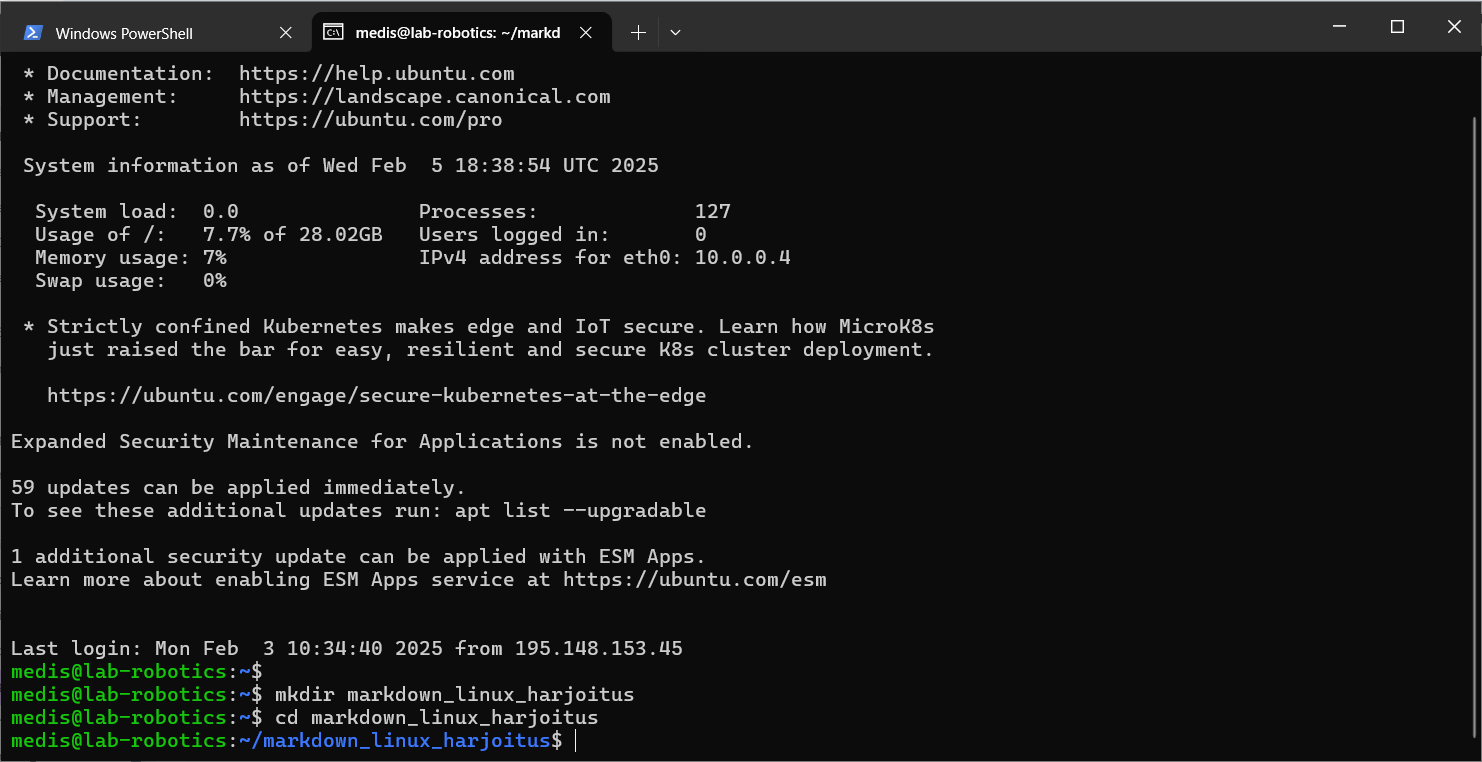 Windows PowerShell
medis@lab-robotics: ~/markd
* Documentation:  https://help.ubuntu.com
* Management:     https://landscape.canonical.com
* Support:        https://ubuntu.com/pro
System information as of Wed Feb  5 18:38:54 UTC 2025
System load:  0.0               Processes:             127
Usage of /:   7.7% of 28.02GB   Users logged in:       0
Memory usage: 7%                IPv4 address for eth0: 10.0.0.4
Swap usage:   0%
* Strictly confined Kubernetes makes edge and IoT secure. Learn how MicroK8s
just raised the bar for easy, resilient and secure K8s cluster deployment.
https://ubuntu.com/engage/secure-kubernetes-at-the-edge
Expanded Security Maintenance for Applications is not enabled.
59 updates can be applied immediately.
To see these additional updates run: apt list --upgradable
1 additional security update can be applied with ESM Apps.
Learn more about enabling ESM Apps service at https://ubuntu.com/esm
Last login: Mon Feb  3 10:34:40 2025 from 195.148.153.45
medis@lab-robotics:~$
medis@lab-robotics:~$ mkdir markdown_linux_harjoitus
medis@lab-robotics:~$ cd markdown_linux_harjoitus
medis@lab-robotics:~/markdown_linux_harjoitus$